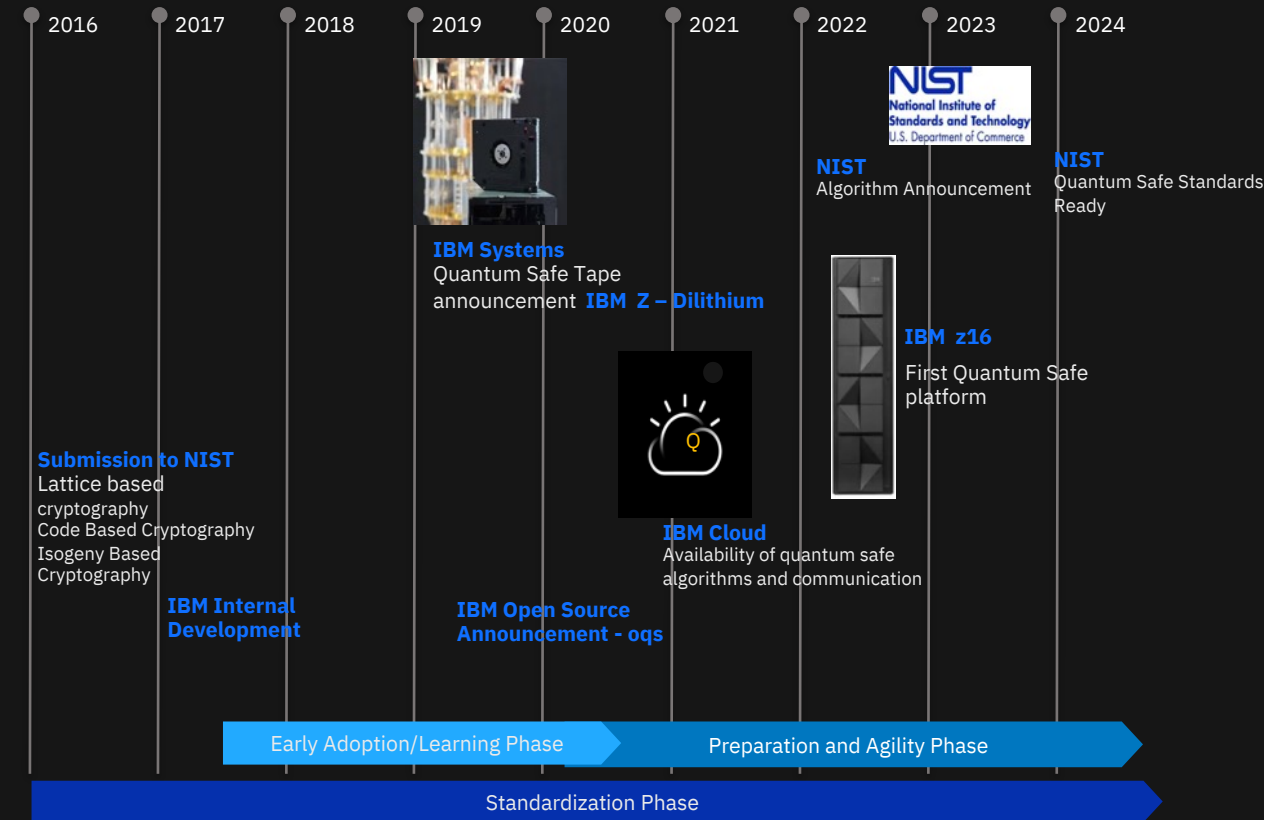 2016
2017
2018
2019
2020
2021
2022
2023
2024
NIST
National Institute of
Standards and Technology
U.S. Department of Commerce
NIST
Algorithm Announcement
NIST
Quantum Safe Standards
Ready
IBM Systems
Quantum Safe Tape
announcement
IBM Z – Dilithium
IBM z16
First Quantum Safe
platform
Q
Submission to NIST
Lattice based
cryptography
Code Based Cryptography
Isogeny Based
Cryptography
IBM Cloud
Availability of quantum safe
algorithms and communication
IBM Internal
Development
IBM Open Source
Announcement - oqs
Early Adoption/Learning Phase
Preparation and Agility Phase
Standardization Phase